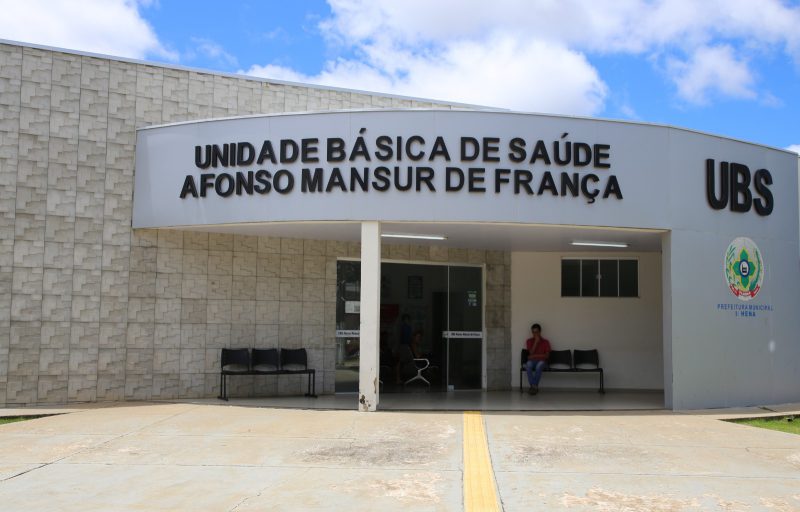 UNIDADE BÁSICA DE SAÚDE
AFONSO MANSUR DE FRANÇA
UBS
PREFEITURA MUNICIPAL